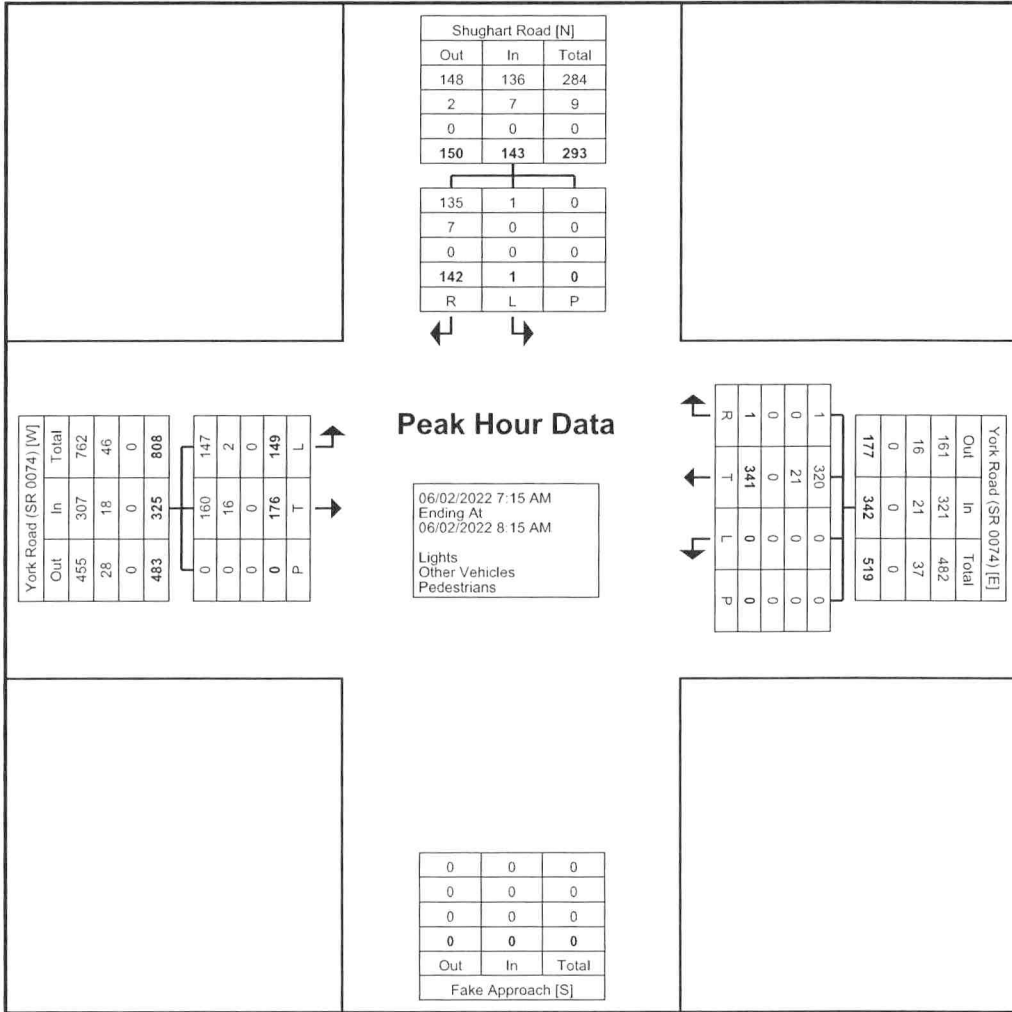 Shughart Road [N]
Out In Total
148 136 284
2 7 9
0 0 0
150 143 293
135 1 0
7 0 0
0 0 0
142 1 0
R L P
Peak Hour Data
06/02/2022 7:15 AM
Ending At
06/02/2022 8:15 AM
Lights
Other Vehicles
Pedestrians
York Road (SR 0074) [W]
Out In Total
455 307 762
28 18 46
0 0 0
483 325 808
0 160 147
0 16 2
0 0 0
0 176 149
P T L
York Road (SR 0074) [E]
Out In Total
161 321 482
16 21 37
0 0 0
177 342 519
1 320 0 0
0 21 0 0
0 0 0 0
1 341 0 0
R T L P
0 0 0
0 0 0
0 0 0
0 0 0
Out In Total
Fake Approach [S]